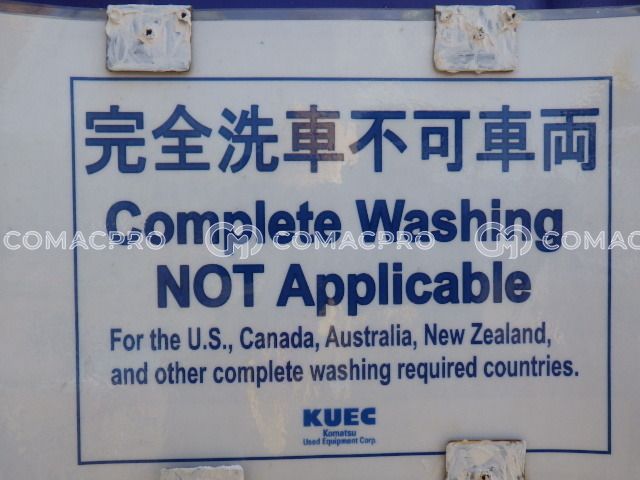 完全洗車不可車両
Complete Washing
COMACPRO COMACPRO COMACPRO
NOT Applicable
For the U.S., Canada, Australia, New Zealand,
and other complete washing required countries.
KUEC
Komatsu
Used Equipment Corp.